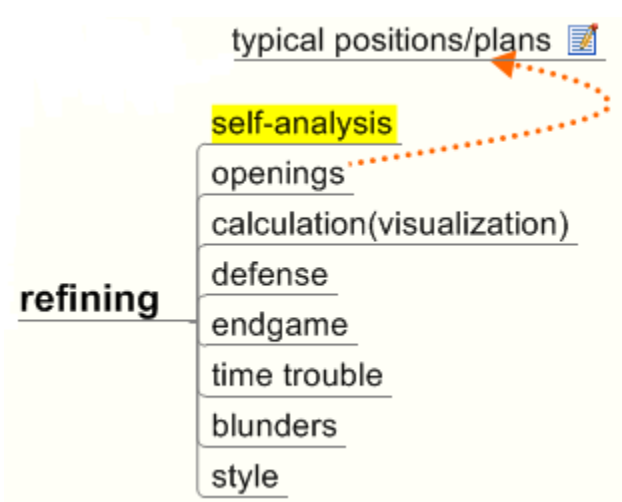 typical positions/plans
self-analysis
openings
calculation(visualization)
defense
refining
endgame
time trouble
blunders
style